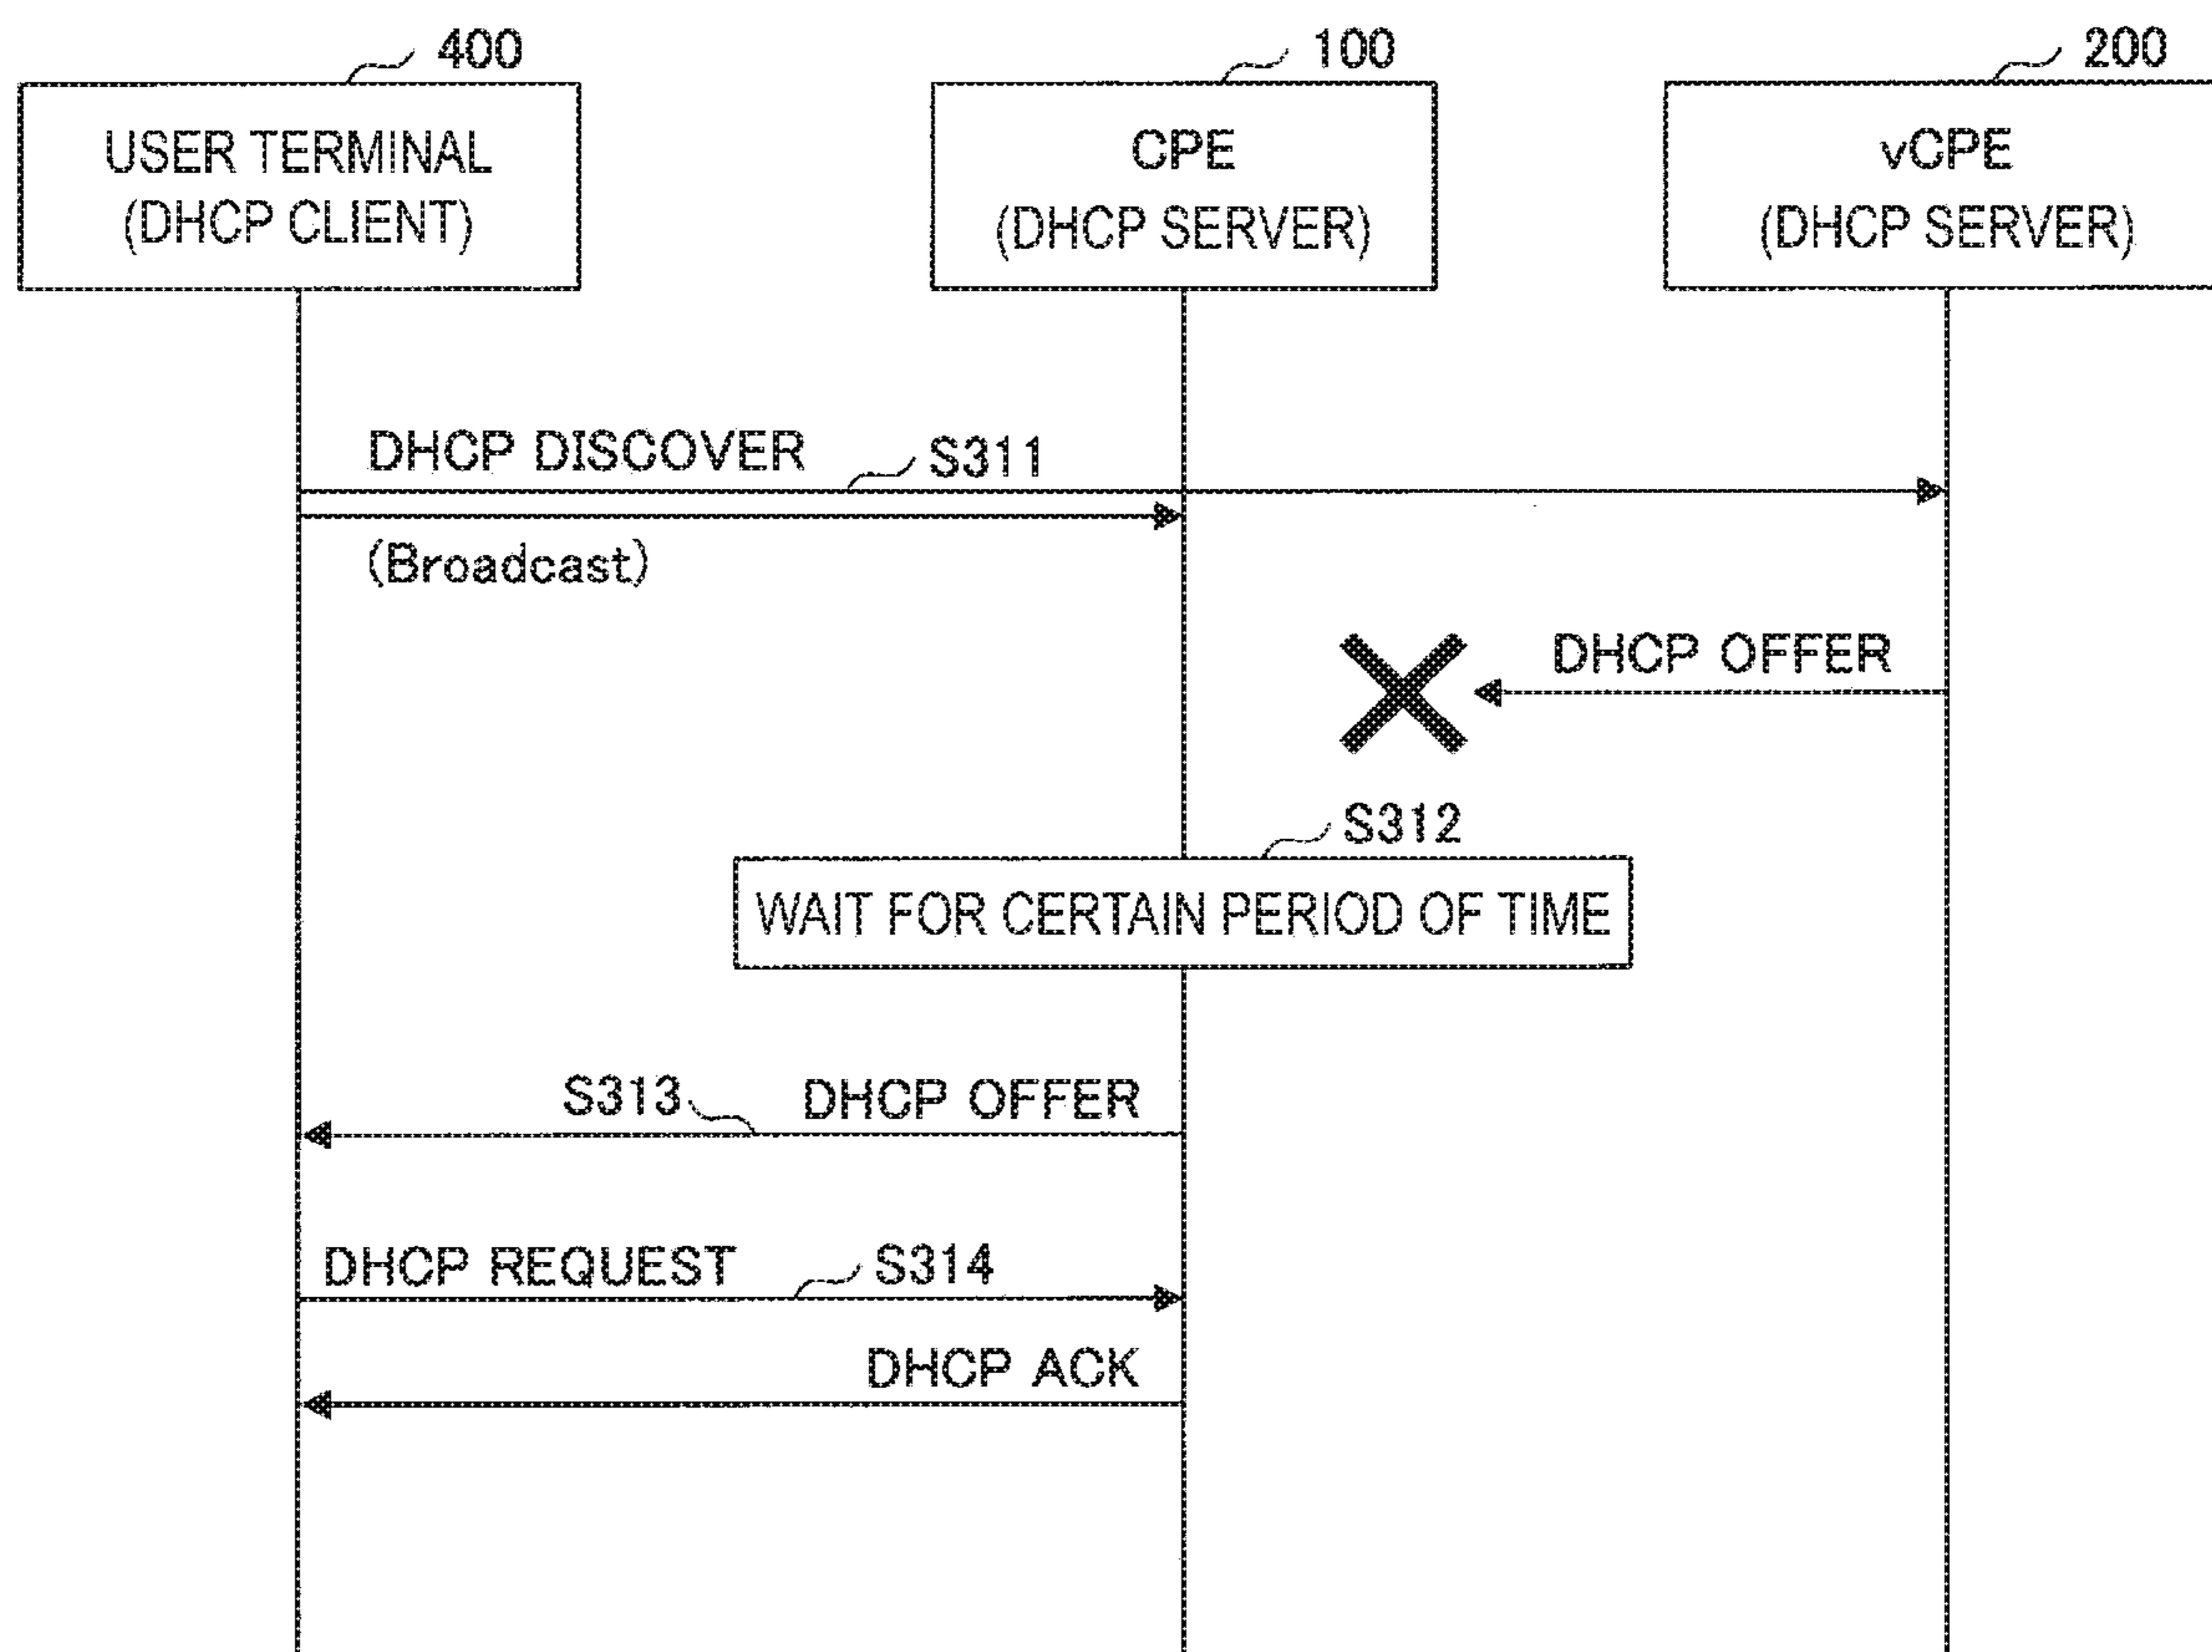 400
100
200
USER TERMINAL
(DHCP CLIENT)
CPE
(DHCP SERVER)
vCPE
(DHCP SERVER)
DHCP DISCOVER
S311
(Broadcast)
DHCP OFFER
S312
WAIT FOR CERTAIN PERIOD OF TIME
S313
DHCP OFFER
DHCP REQUEST
S314
DHCP ACK